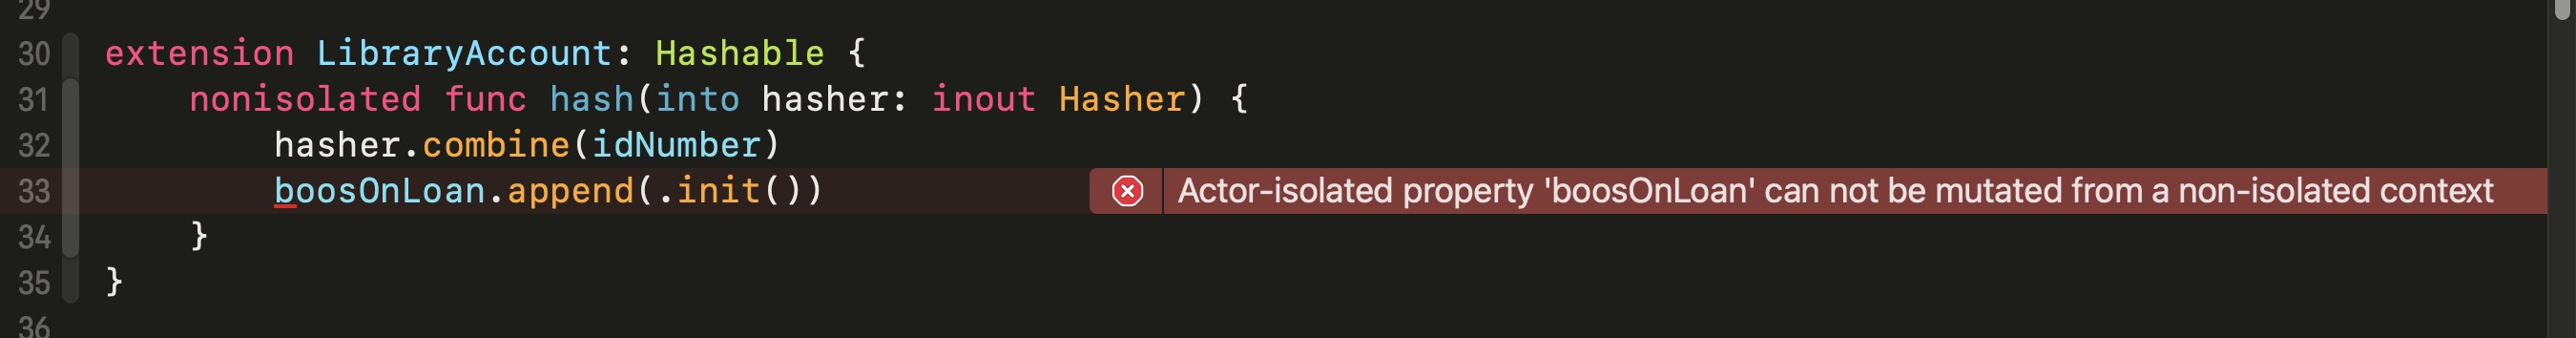 29
30 extension LibraryAccount: Hashable {
31 nonisolated func hash(into hasher: inout Hasher) {
32 hasher.combine(idNumber)
33 boosOnLoan.append(.init()) Actor-isolated property 'boosOnLoan' can not be mutated from a non-isolated context
34 }
35 }
36